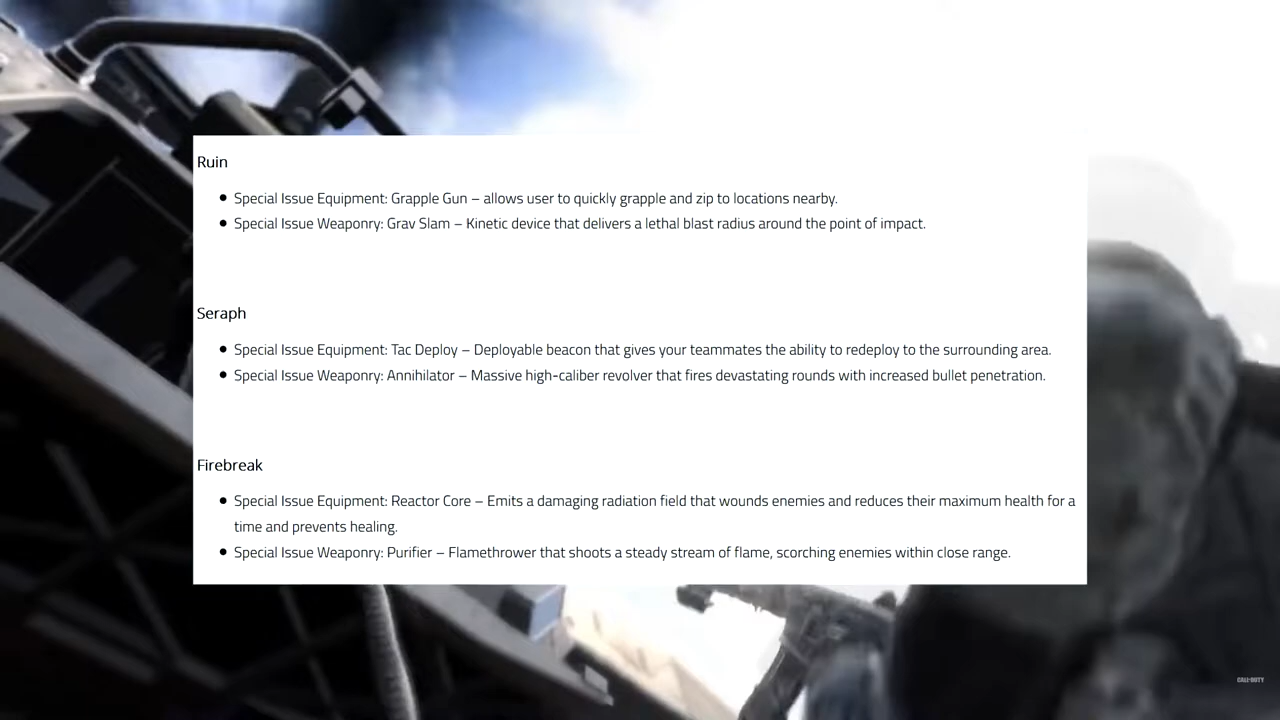 Ruin
Special Issue Equipment: Grapple Gun – allows user to quickly grapple and zip to locations nearby.
Special Issue Weaponry: Grav Slam – Kinetic device that delivers a lethal blast radius around the point of impact.
Seraph
Special Issue Equipment: Tac Deploy – Deployable beacon that gives your teammates the ability to redeploy to the surrounding area.
Special Issue Weaponry: Annihilator – Massive high-caliber revolver that fires devastating rounds with increased bullet penetration.
Firebreak
Special Issue Equipment: Reactor Core – Emits a damaging radiation field that wounds enemies and reduces their maximum health for a
time and prevents healing.
Special Issue Weaponry: Purifier – Flamethrower that shoots a steady stream of flame, scorching enemies within close range.
CALL OF DUTY